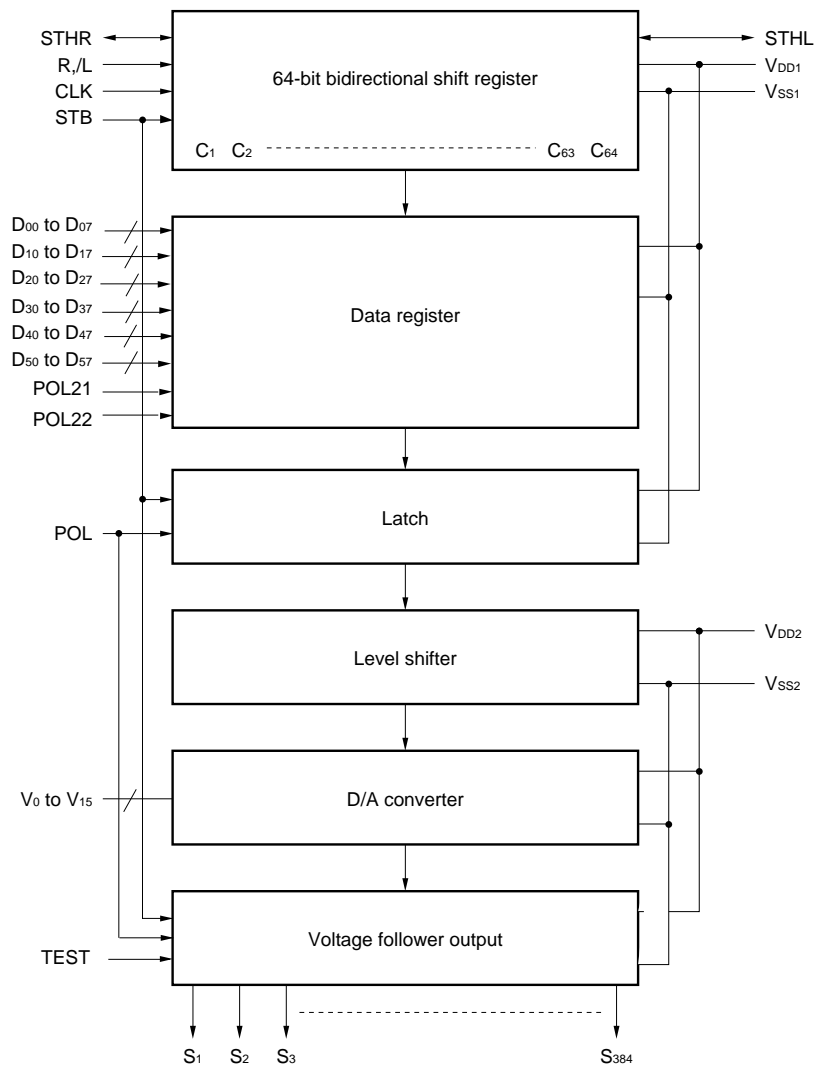 STHR
STHL
R,/L
64-bit bidirectional shift register
VDD1
CLK
VSS1
STB
C1 C2 C63 C64
D00 to D07
D10 to D17
D20 to D27
D30 to D37
Data register
D40 to D47
D50 to D57
POL21
POL22
Latch
POL
Level shifter
VDD2
VSS2
V0 to V15
D/A converter
Voltage follower output
TEST
S1 S2 S3 S384